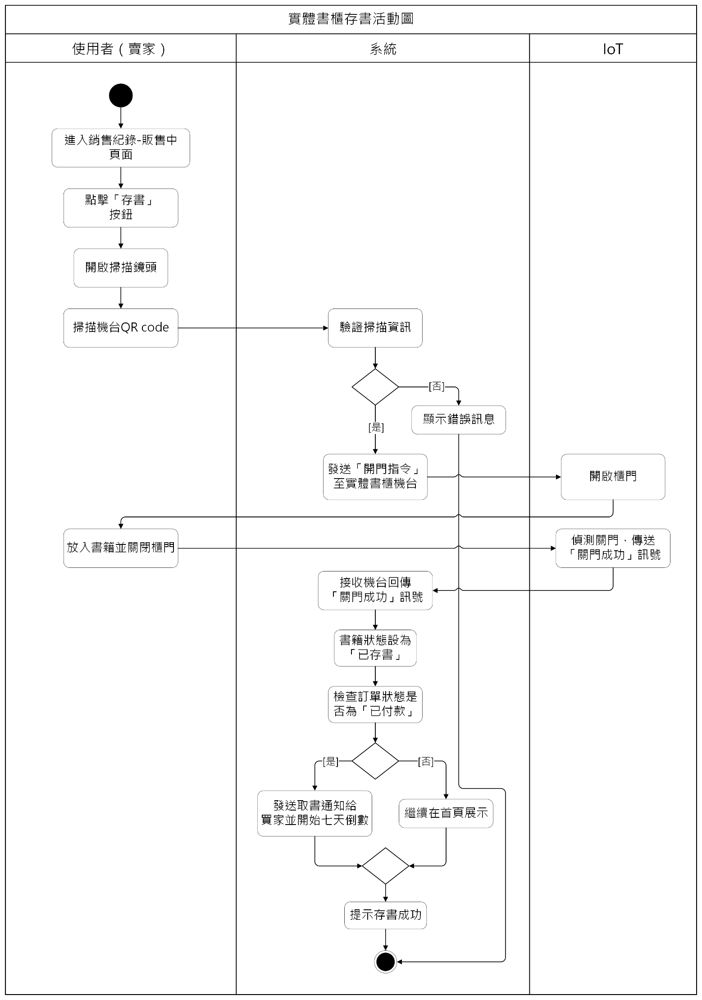 實體書櫃存書活動圖
使用者（賣家）
系統
IoT
進入銷售紀錄-販售中
頁面
點擊「存書」
按鈕
開啟掃描鏡頭
掃描機台QR code
驗證掃描資訊
[否]
顯示錯誤訊息
[是]
發送「開門指令」
至實體書櫃機台
開啟櫃門
放入書籍並關閉櫃門
偵測關門，傳送
「關門成功」訊號
接收機台回傳
「關門成功」訊號
書籍狀態設為
「已存書」
檢查訂單狀態是
否為「已付款」
[是]
[否]
發送取書通知給
買家並開始七天倒數
繼續在首頁展示
提示存書成功